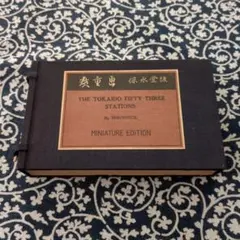 廣重畫 保永堂版
THE TOKAIDO FIFTY THREE
STATIONS
by HIROSHIGE
MINIATURE EDITION